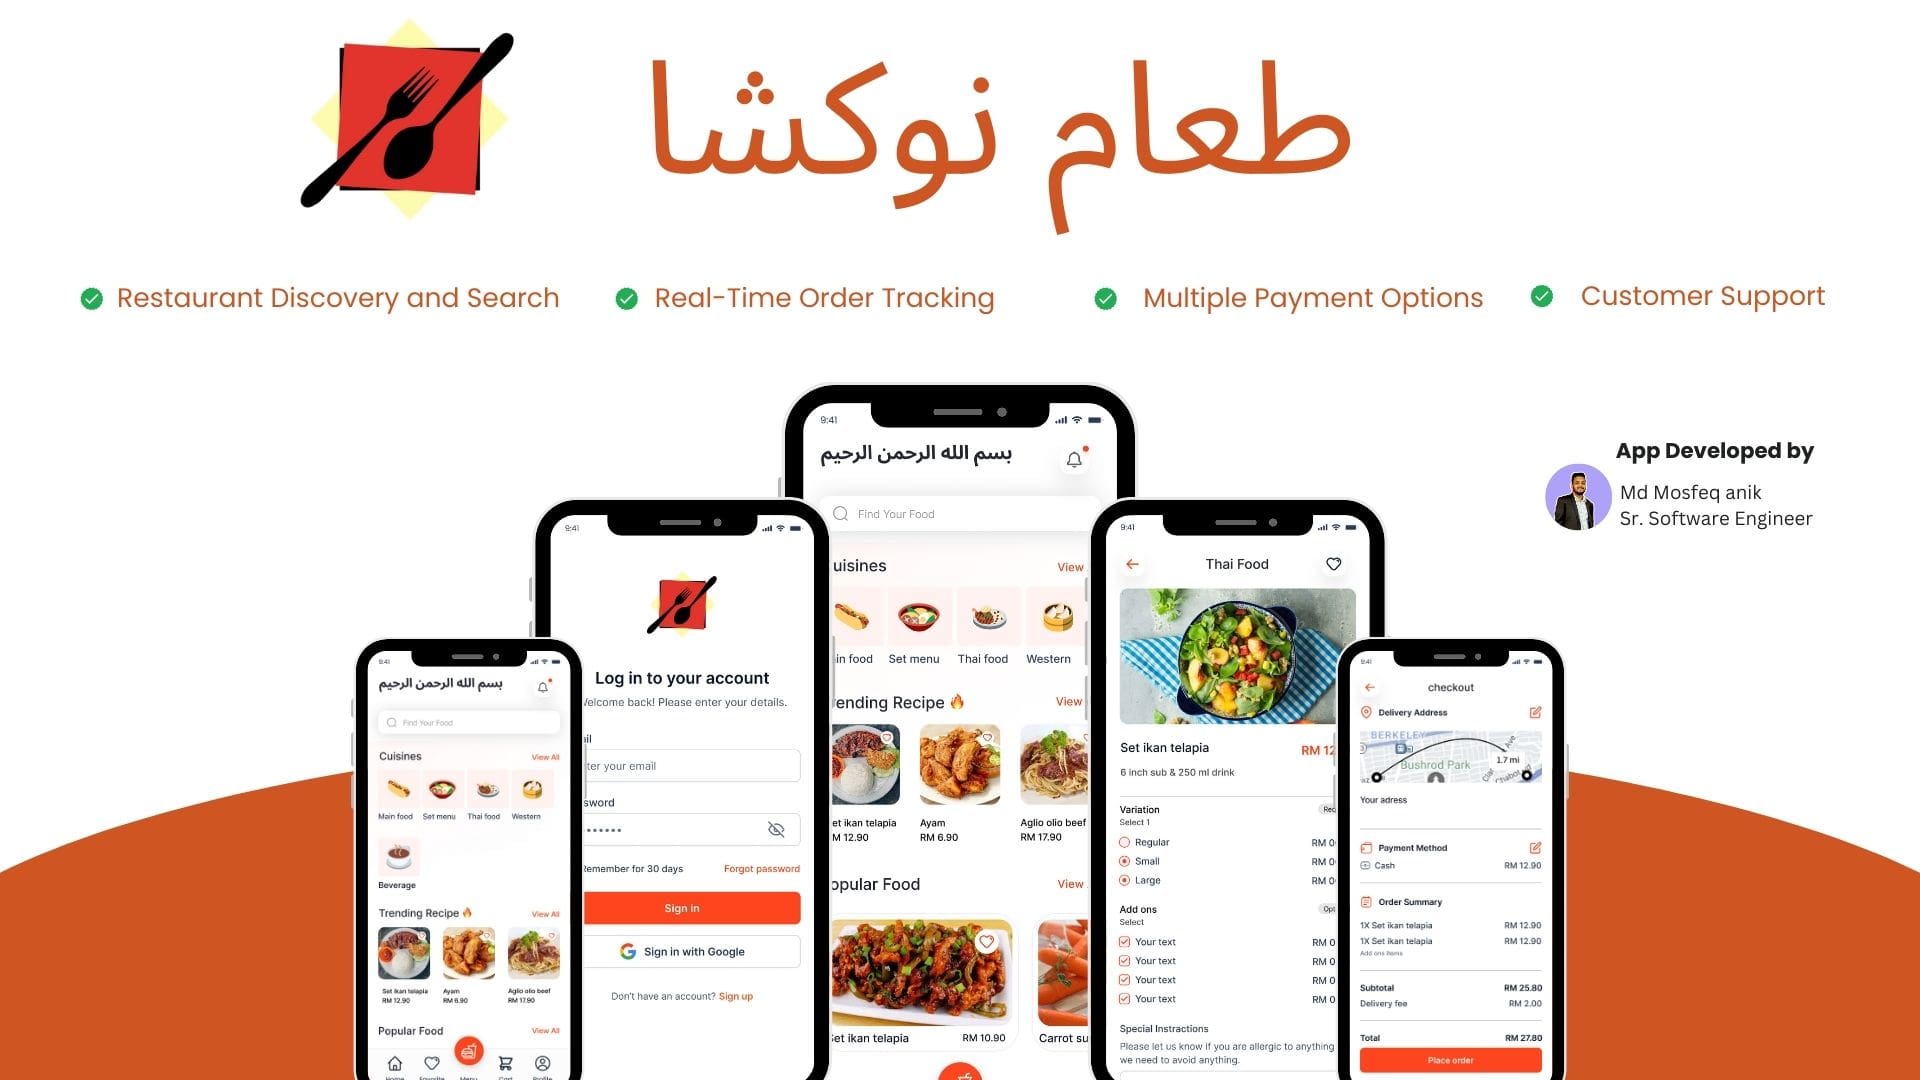 طعام نوكشا
Restaurant Discovery and Search
Real-Time Order Tracking
Multiple Payment Options
Customer Support
App Developed by
Md Mosfeq anik
Sr. Software Engineer
9:41
بسم الله الرحمن الرحيم
Find Your Food
Cuisines
View All
Main food
Set menu
Thai food
Western
Beverage
Trending Recipe
View All
Set ikan telapia
RM 12.90
Ayam
RM 6.90
Aglio olio beef
RM 17.90
Popular Food
View All
Home
Favorite
Menu
Cart
Profile
9:41
Log in to your account
Welcome back! Please enter your details.
il
ter your email
sword
Remember for 30 days
Forgot password
Sign in
Sign in with Google
Don't have an account? Sign up
9:41
بسم الله الرحمن الرحيم
Find Your Food
uisines
View
in food
Set menu
Thai food
Western
rending Recipe
View
et ikan telapia
M 12.90
Ayam
RM 6.90
Aglio olio beef
RM 17.90
opular Food
View
Set ikan telapia
RM 10.90
Carrot su
9:41
Thai Food
Set ikan telapia
RM 12
6 inch sub & 250 ml drink
Variation
Rec
Select 1
Regular
RM 0
Small
RM 0
Large
RM 0
Add ons
Opt
Select
Your text
RM 0
Your text
RM 0
Your text
RM 0
Your text
RM 0
Special Instractions
Please let us know if you are allergic to anything
we need to avoid anything.
9:41
checkout
Delivery Address
BERKELEY
Bushrod Park
Ave
1.7 mi
Chabot
Your adress
Payment Method
Cash
RM 12.90
Order Summary
1X Set ikan telapia
RM 12.90
1X Set ikan telapia
RM 12.90
Add ons items
Subtotal
RM 25.80
Delivery fee
RM 2.00
Total
RM 27.80
Place order